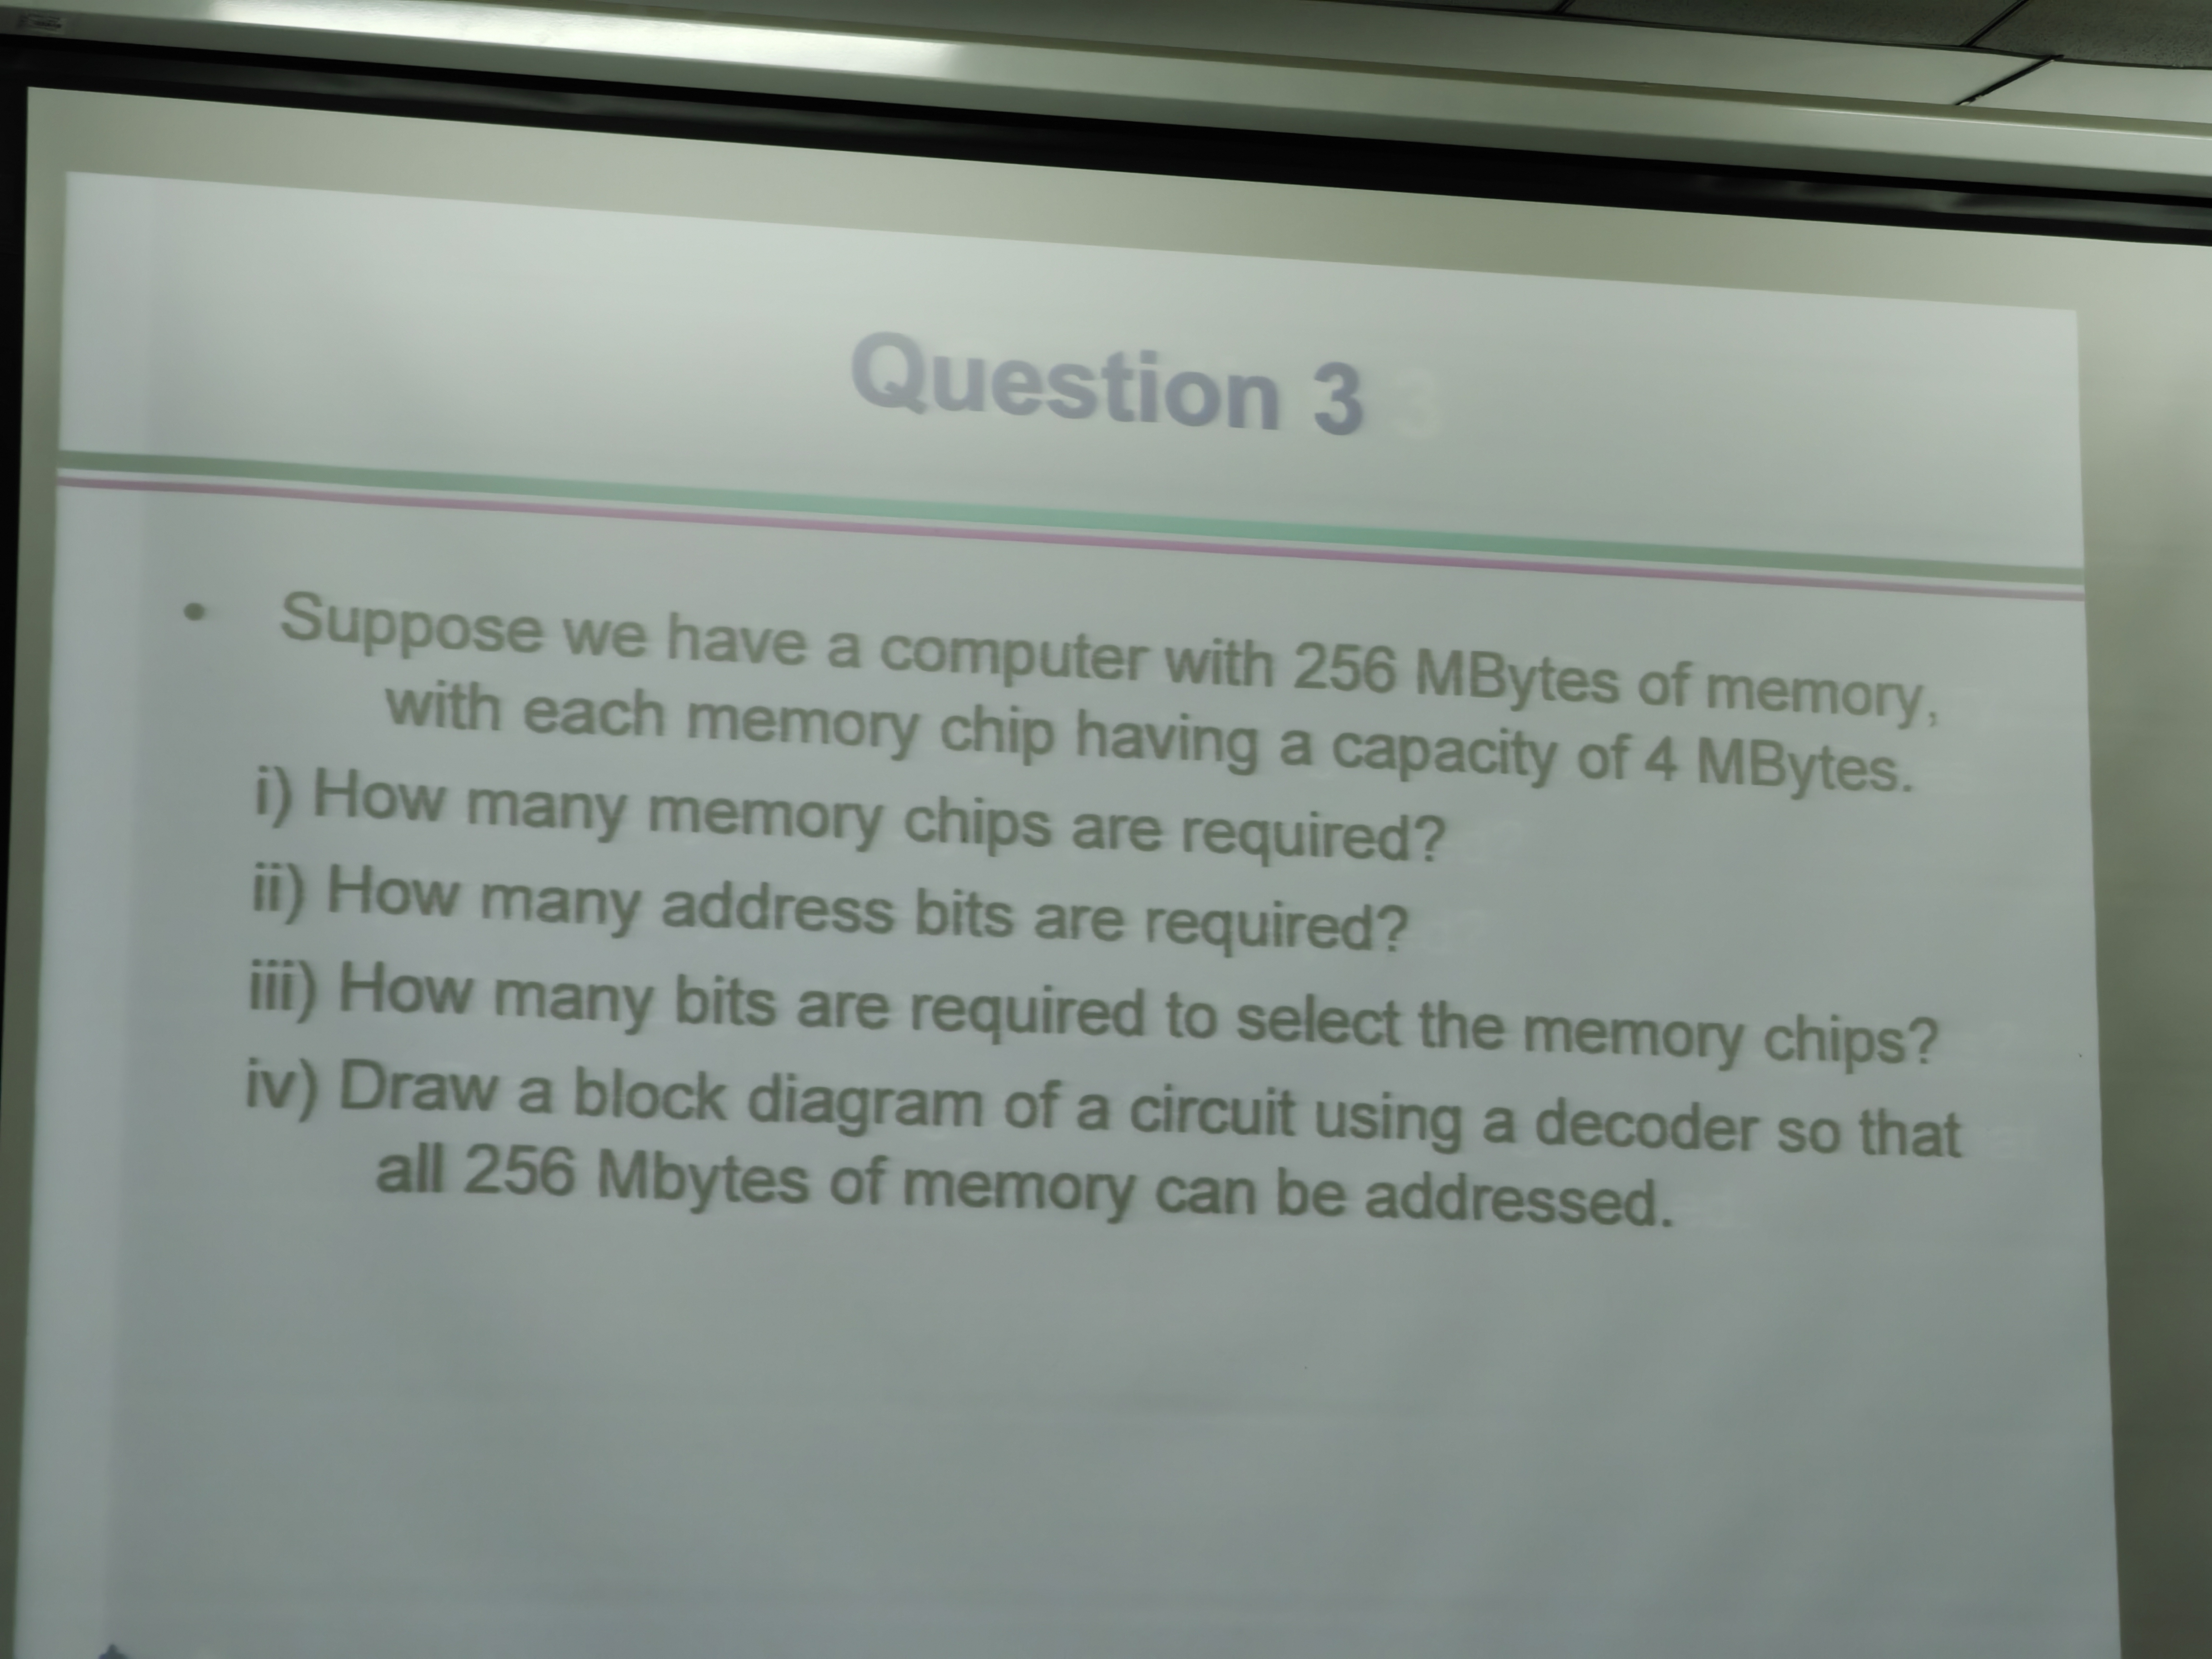 Question 3
• Suppose we have a computer with 256 MBytes of memory,
with each memory chip having a capacity of 4 MBytes.
i) How many memory chips are required?
ii) How many address bits are required?
iii) How many bits are required to select the memory chips?
iv) Draw a block diagram of a circuit using a decoder so that
all 256 Mbytes of memory can be addressed.